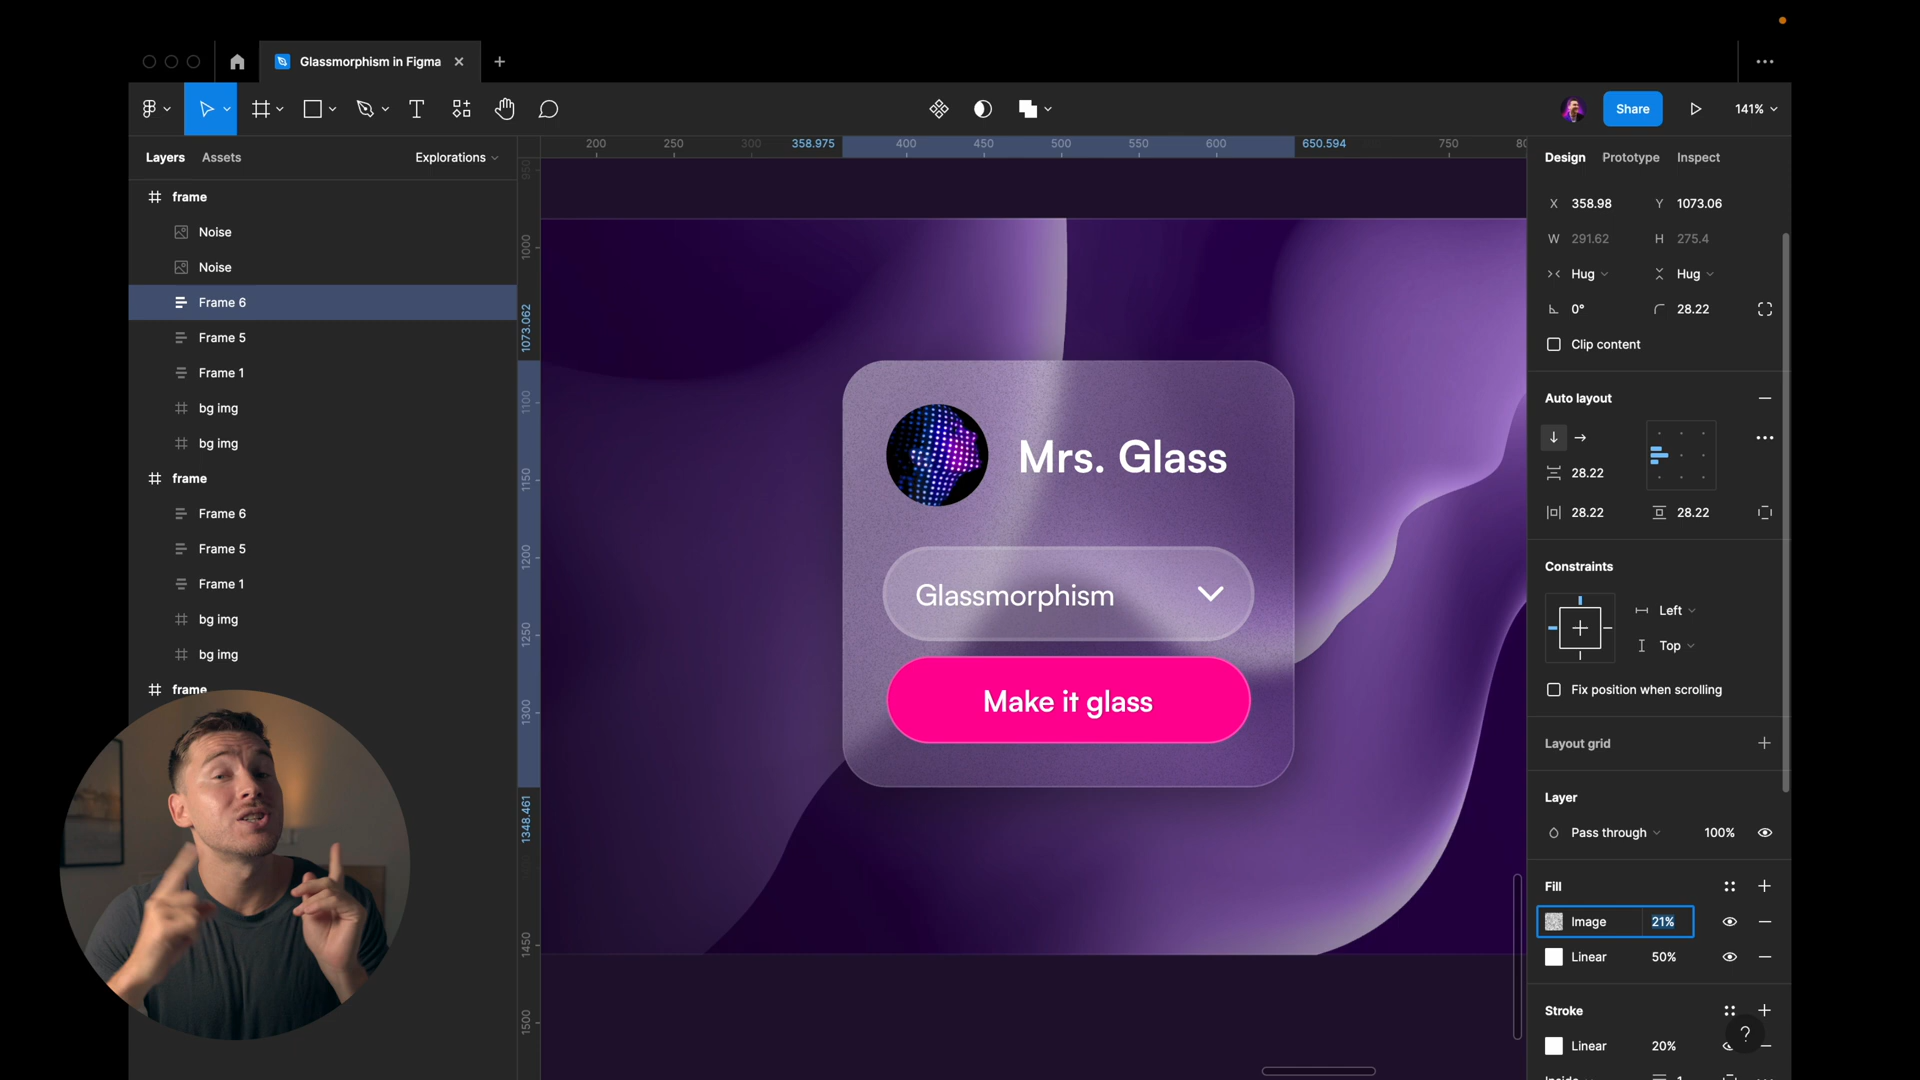 Glassmorphism in Figma
Share
141%
Layers Assets Explorations
200 250 300 358.975 400 450 500 550 600 650.594 750
Design Prototype Inspect
frame
Noise
Noise
Frame 6
Frame 5
Frame 1
bg img
bg img
frame
Frame 6
Frame 5
Frame 1
bg img
bg img
frame
950
1000
1073.062
1100
1150
1200
1250
1300
1348.461
1450
1500
Mrs. Glass
Glassmorphism
Make it glass
X 358.98 Y 1073.06
W 291.62 H 275.4
Hug Hug
0° 28.22
Clip content
Auto layout
28.22
28.22 28.22
Constraints
Left
Top
Fix position when scrolling
Layout grid
Layer
Pass through 100%
Fill
Image 21%
Linear 50%
Stroke
?
Linear 20%